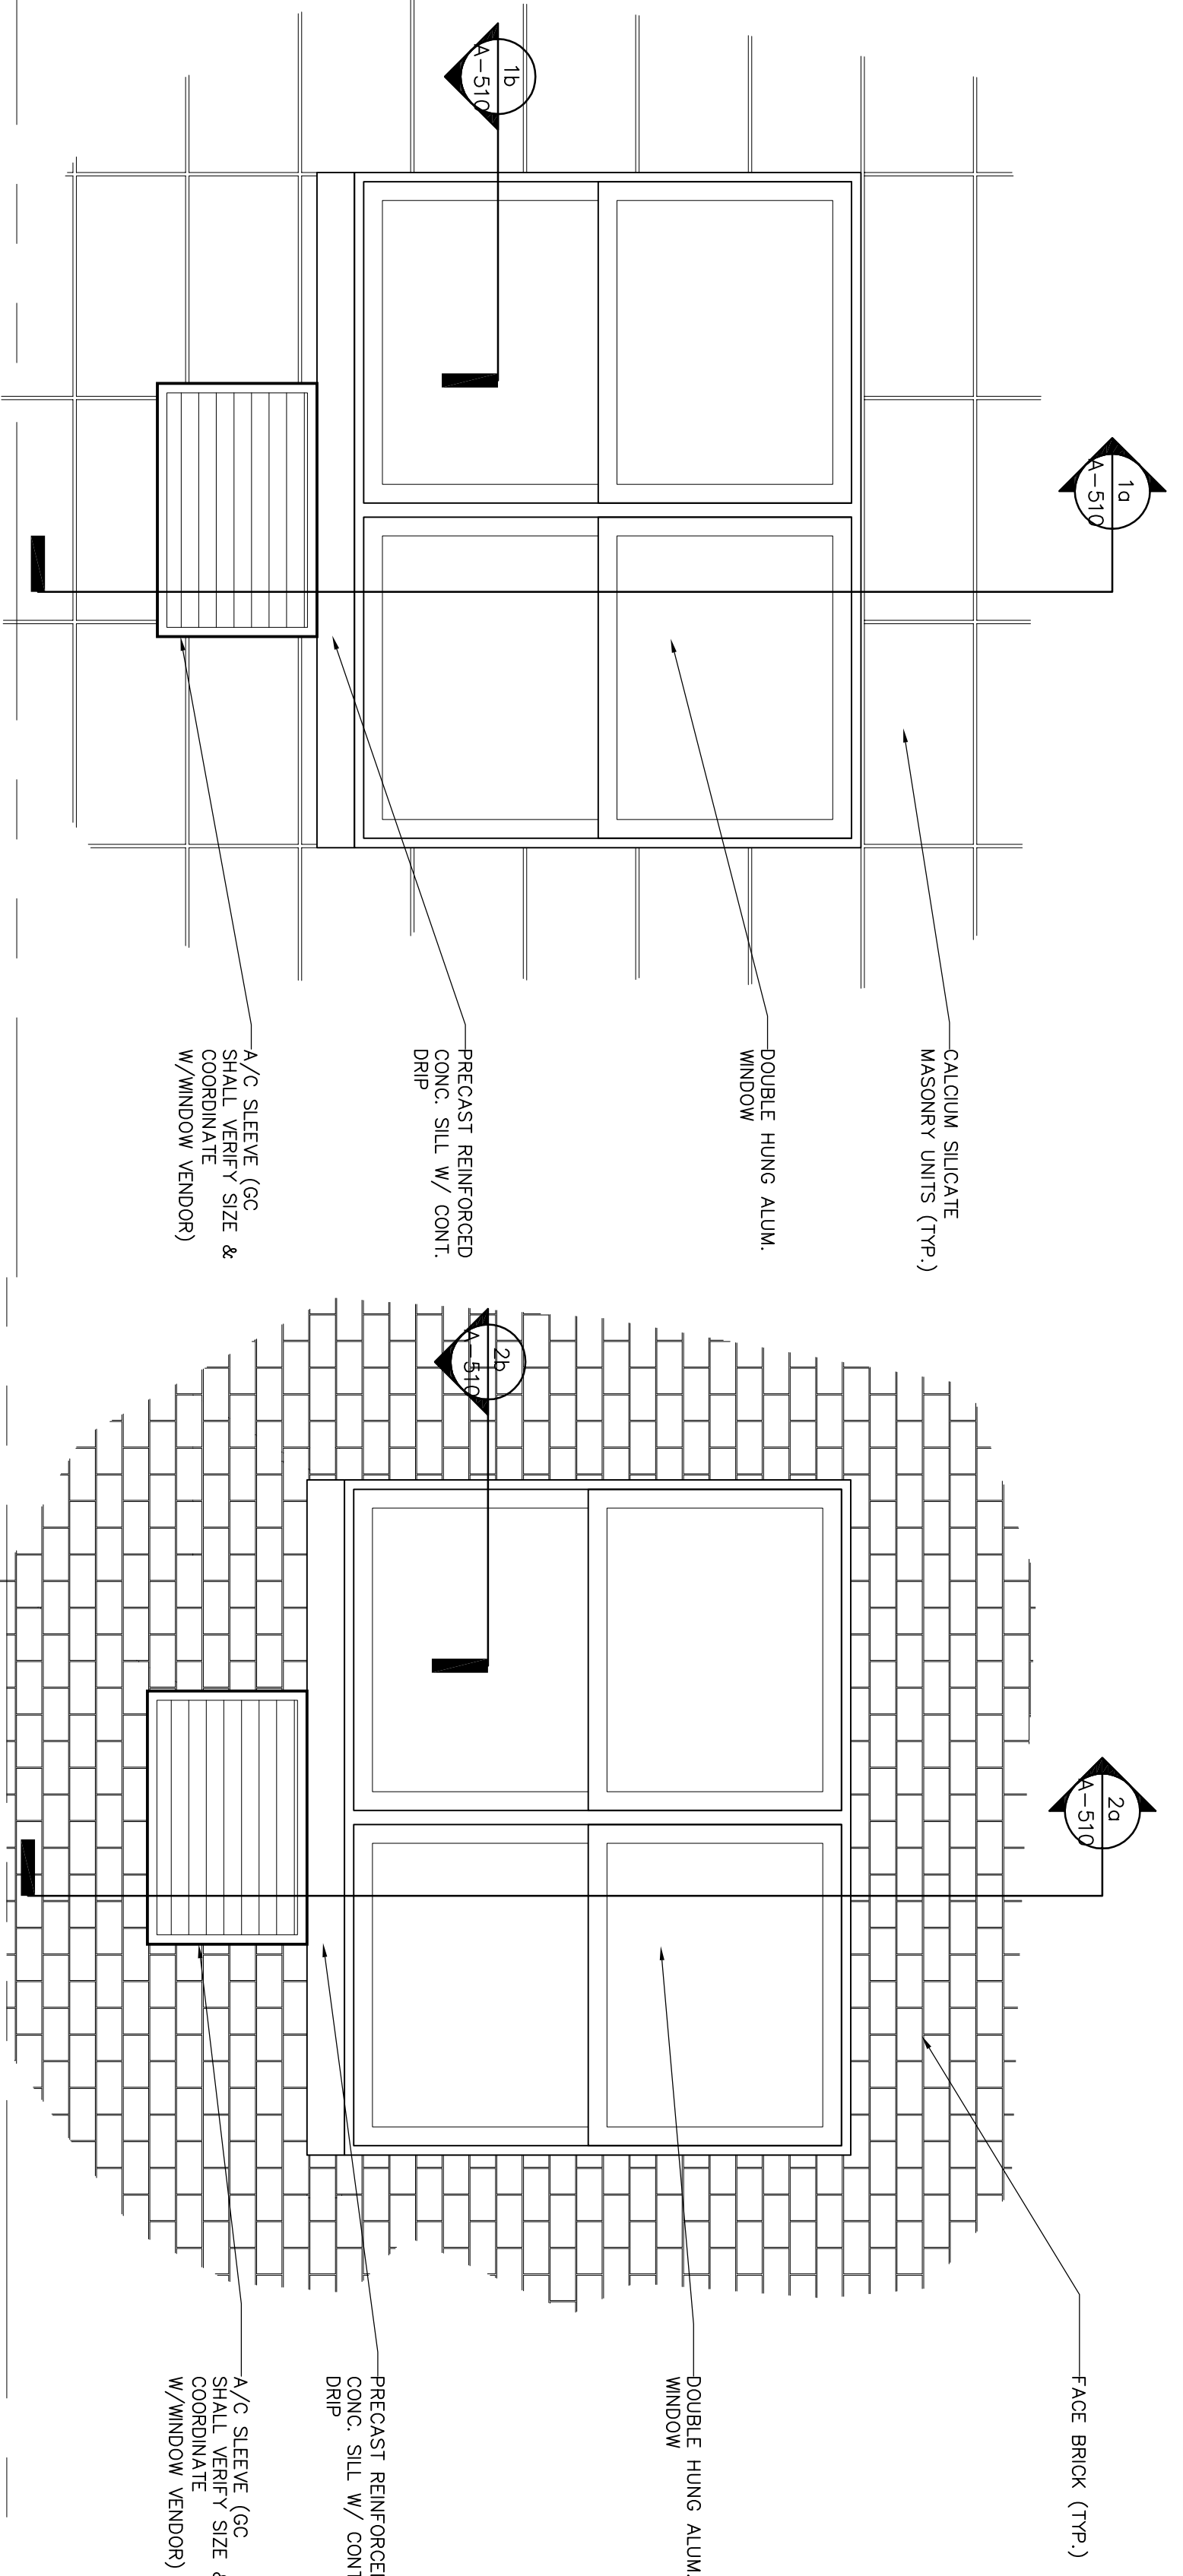 1b
A-510
1a
A-510
CALCIUM SILICATE
MASONRY UNITS (TYP.)
DOUBLE HUNG ALUM.
WINDOW
PRECAST REINFORCED
CONC. SILL W/ CONT.
DRIP
A/C SLEEVE (GC
SHALL VERIFY SIZE &
COORDINATE
W/WINDOW VENDOR)
2b
A-510
2a
A-510
FACE BRICK (TYP.)
DOUBLE HUNG ALUM.
WINDOW
PRECAST REINFORCED
CONC. SILL W/ CONT
DRIP
A/C SLEEVE (GC
SHALL VERIFY SIZE &
COORDINATE
W/WINDOW VENDOR)